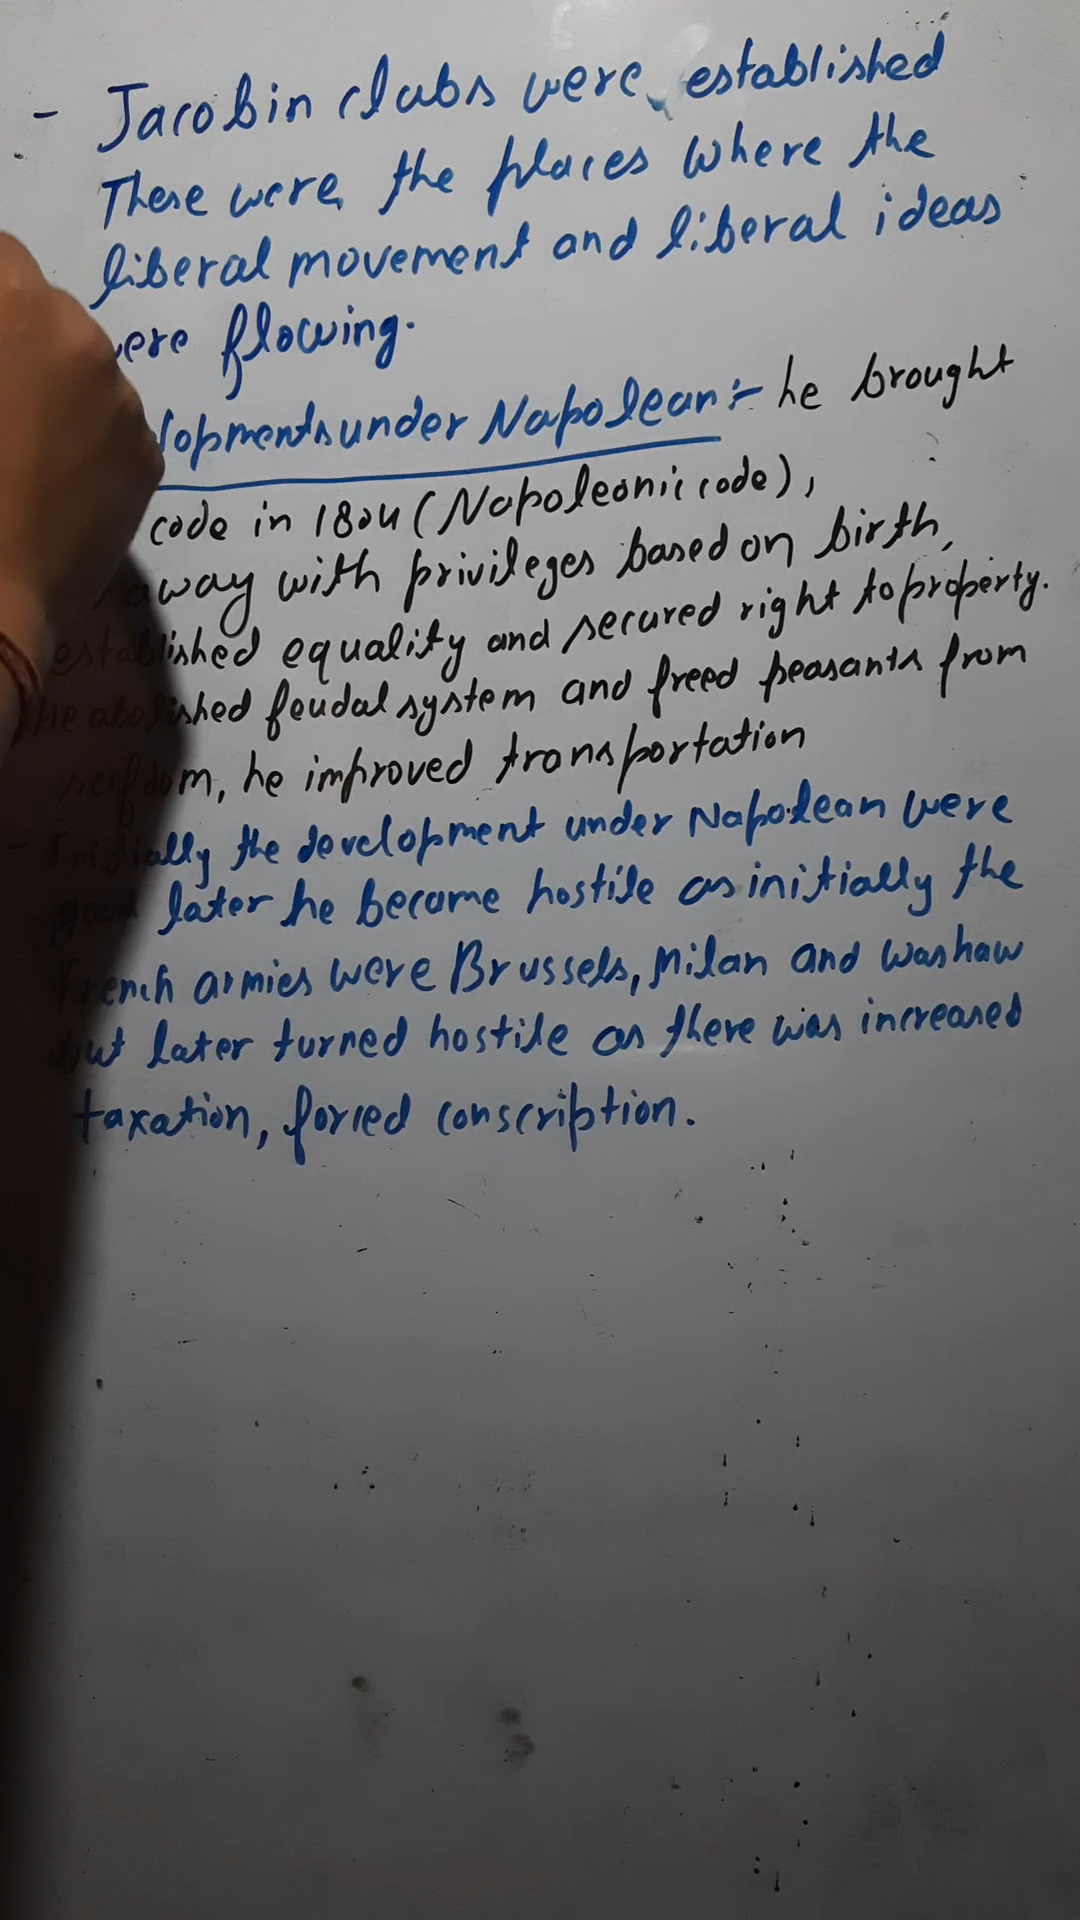 - Jacobin clubs were established
These were the places where the
liberal movement and liberal ideas
ere flowing.
lopments under Napolean :- he brought
code in 1804 (Napoleonic code),
away with privileges based on birth,
established equality and secured right to property.
He abolished feudal system and freed peasants from
serfdom, he improved transportation
- Initially the development under Napolean were
good later he became hostile as initially the
french armies were Brussels, Milan and Washaw
but later turned hostile as there was increased
taxation, forced conscription.